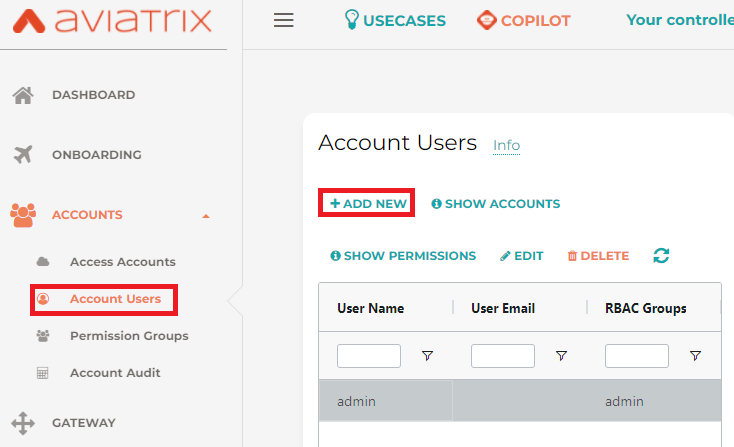 AVIATRIX
USECASES COPILOT Your controlle
DASHBOARD
ONBOARDING
ACCOUNTS
Access Accounts
Account Users
Permission Groups
Account Audit
GATEWAY
Account Users Info
+ ADD NEW SHOW ACCOUNTS
SHOW PERMISSIONS EDIT DELETE
User Name User Email RBAC Groups
admin admin